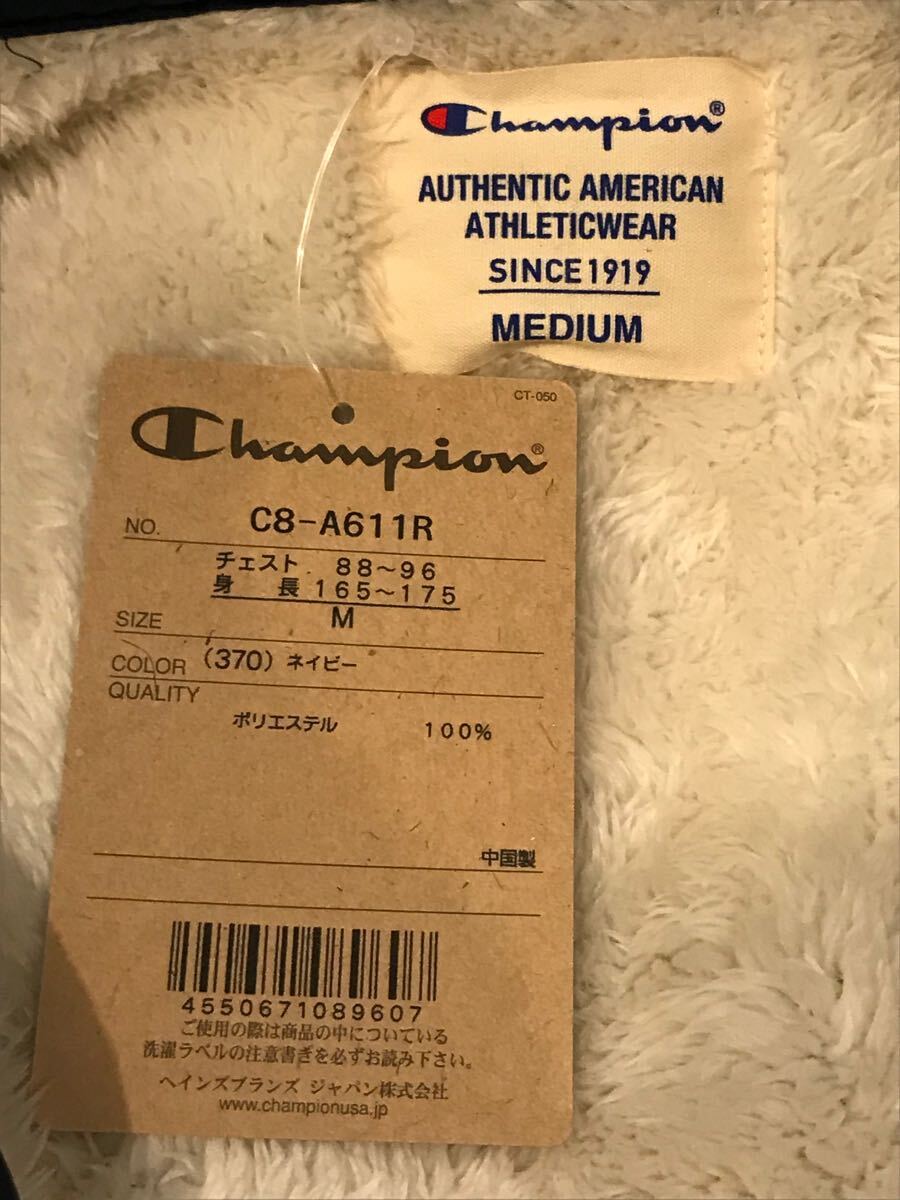 Champion®
AUTHENTIC AMERICAN
ATHLETICWEAR
SINCE1919
MEDIUM
CT-050
Champion®
NO. C8-A611R
チェスト 88～96
身 長 165～175
SIZE M
COLOR (370) ネイビー
QUALITY
ポリエステル 100%
中国製
4550671089607
ご使用の際は商品の中についている
洗濯ラベルの注意書きを必ずお読み下さい。
ヘインズブランズ ジャパン株式会社
www.championusa.jp